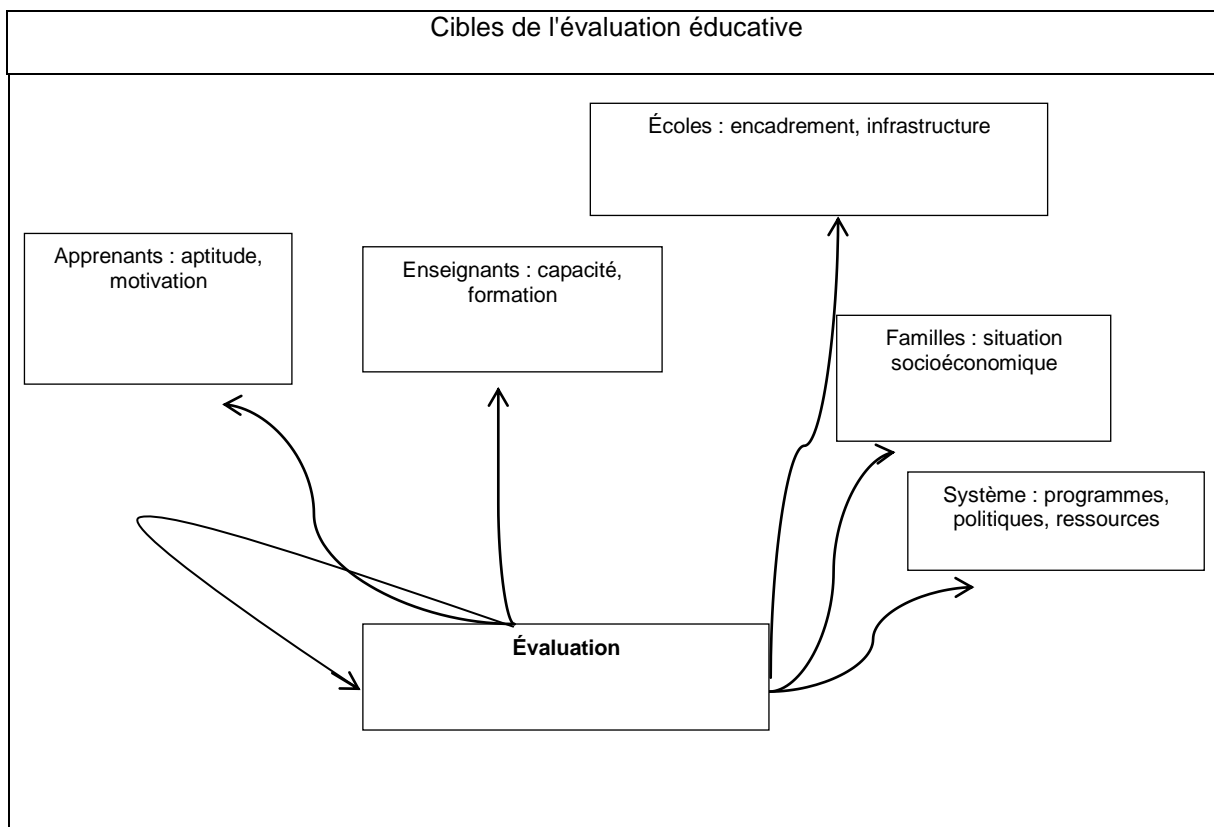 Cibles de l'évaluation éducative
Écoles : encadrement, infrastructure
Apprenants : aptitude,
motivation
Enseignants : capacité,
formation
Familles : situation
socioéconomique
Système : programmes,
politiques, ressources
Évaluation